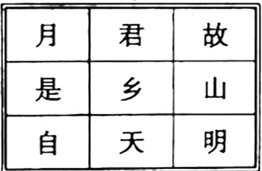 月 君 故
是 乡 山
自 天 明